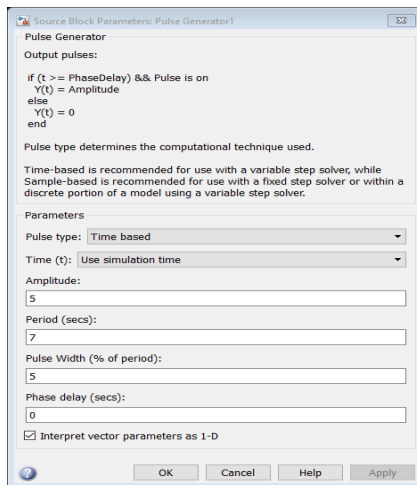 Source Block Parameters: Pulse Generator1
Pulse Generator
Output pulses:
if (t >= PhaseDelay) && Pulse is on
Y(t) = Amplitude
else
Y(t) = 0
end
Pulse type determines the computational technique used.
Time-based is recommended for use with a variable step solver, while
Sample-based is recommended for use with a fixed step solver or within a
discrete portion of a model using a variable step solver.
Parameters
Pulse type: Time based
Time (t): Use simulation time
Amplitude:
5
Period (secs):
7
Pulse Width (% of period):
5
Phase delay (secs):
0
Interpret vector parameters as 1-D
OK Cancel Help Apply